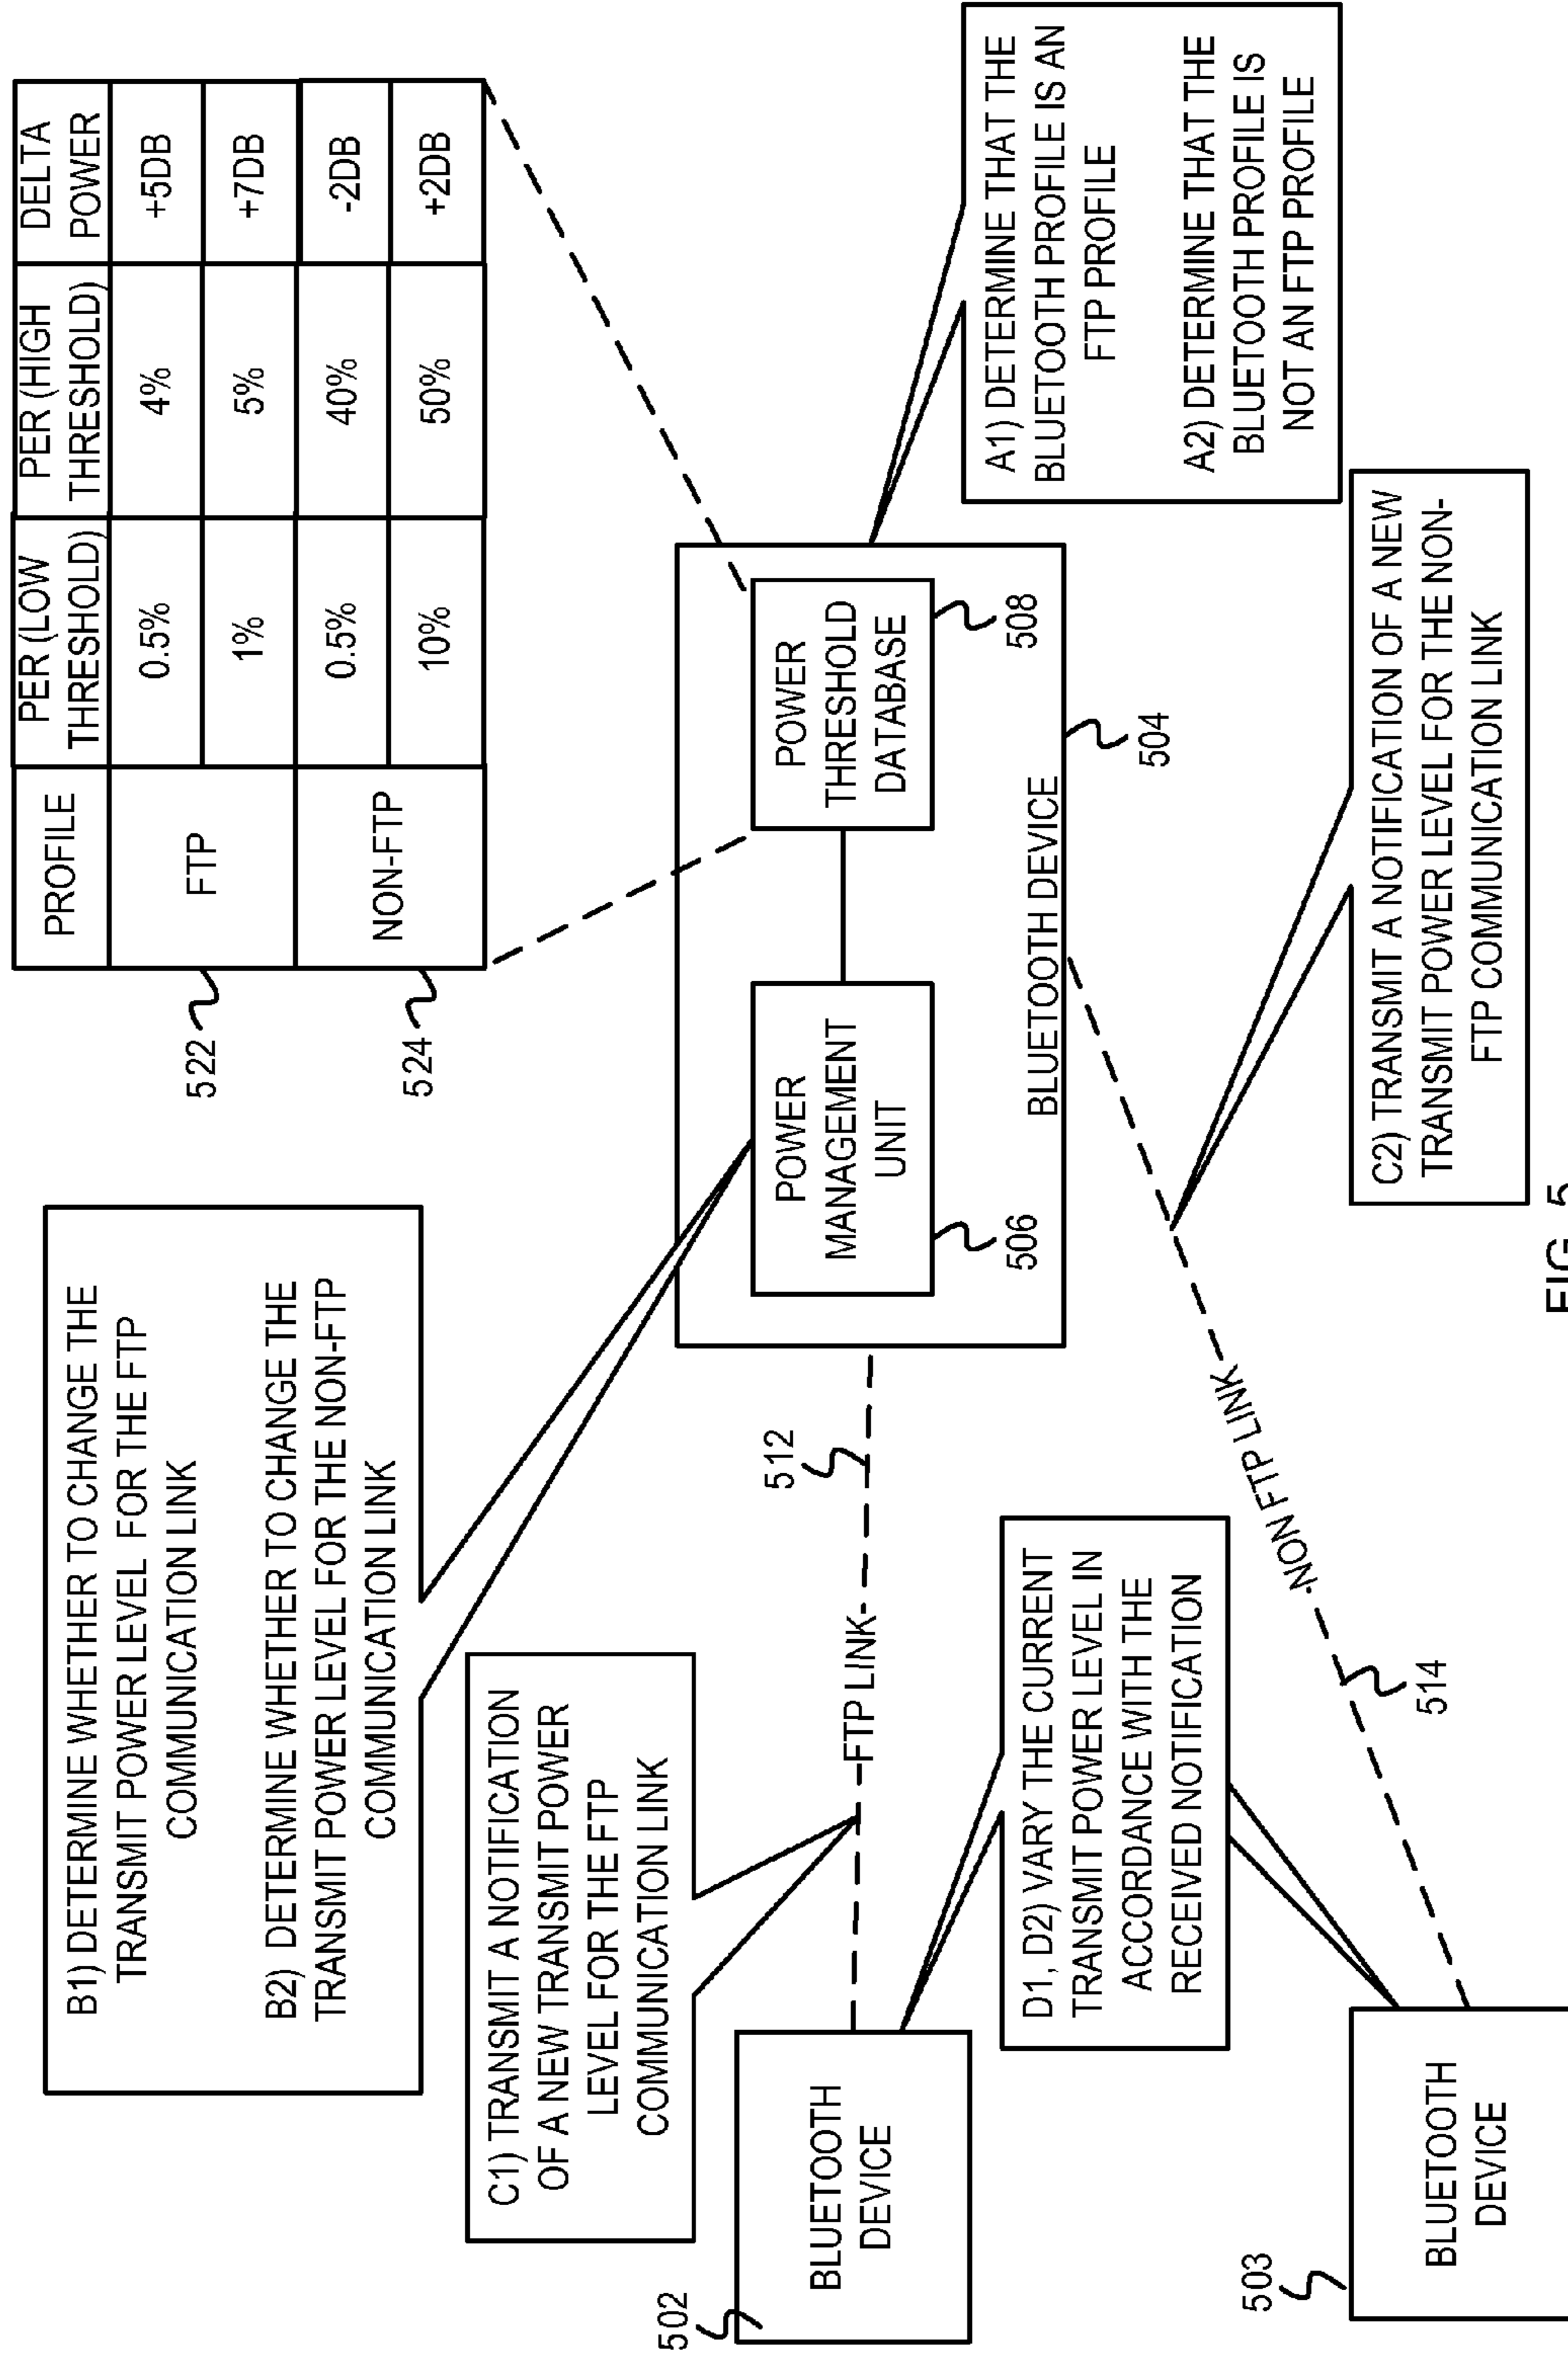 B1) DETERMINE WHETHER TO CHANGE THE
TRANSMIT POWER LEVEL FOR THE FTP
COMMUNICATION LINK
B2) DETERMINE WHETHER TO CHANGE THE
TRANSMIT POWER LEVEL FOR THE NON-FTP
COMMUNICATION LINK
PROFILE
PER (LOW
THRESHOLD)
PER (HIGH
THRESHOLD)
DELTA
POWER
FTP
0.5%
4%
+5DB
1%
5%
+7DB
NON-FTP
0.5%
40%
-2DB
10%
50%
+2DB
522
524
C1) TRANSMIT A NOTIFICATION
OF A NEW TRANSMIT POWER
LEVEL FOR THE FTP
COMMUNICATION LINK
502
BLUETOOTH
DEVICE
FTP LINK
512
POWER
MANAGEMENT
UNIT
506
POWER
THRESHOLD
DATABASE
508
BLUETOOTH DEVICE
504
A1) DETERMINE THAT THE
BLUETOOTH PROFILE IS AN
FTP PROFILE
A2) DETERMINE THAT THE
BLUETOOTH PROFILE IS
NOT AN FTP PROFILE
D1, D2) VARY THE CURRENT
TRANSMIT POWER LEVEL IN
ACCORDANCE WITH THE
RECEIVED NOTIFICATION
NON FTP LINK
514
503
BLUETOOTH
DEVICE
C2) TRANSMIT A NOTIFICATION OF A NEW
TRANSMIT POWER LEVEL FOR THE NON-
FTP COMMUNICATION LINK
FIG. 5